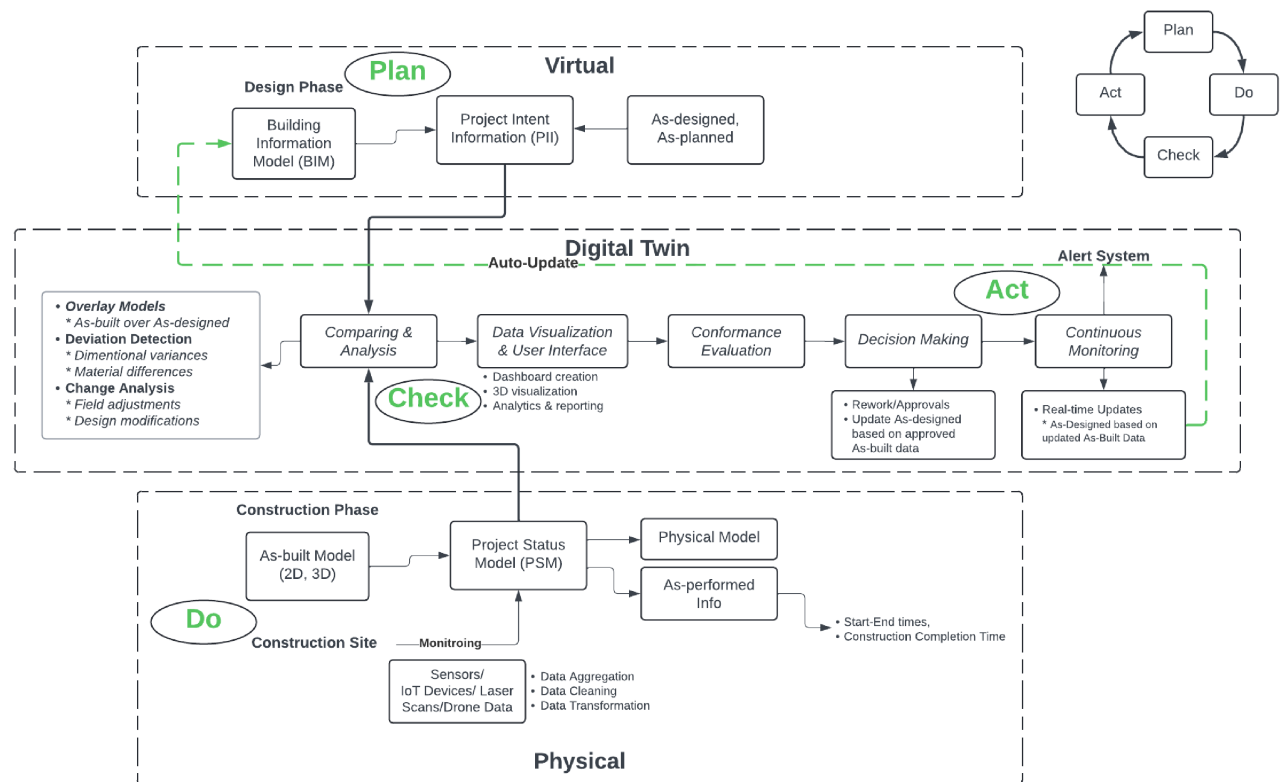 Plan
Do
Check
Act
Virtual
Plan
Design Phase
Building
Information
Model (BIM)
Project Intent
Information (PII)
As-designed,
As-planned
Digital Twin
Auto-Update
Alert System
Act
• Overlay Models
* As-built over As-designed
• Deviation Detection
* Dimentional variances
* Material differences
• Change Analysis
* Field adjustments
* Design modifications
Comparing &
Analysis
Check
Data Visualization
& User Interface
• Dashboard creation
• 3D visualization
• Analytics & reporting
Conformance
Evaluation
Decision Making
• Rework/Approvals
• Update As-designed
based on approved
As-built data
Continuous
Monitoring
• Real-time Updates
* As-Designed based on
updated As-Built Data
Construction Phase
As-built Model
(2D, 3D)
Project Status
Model (PSM)
Physical Model
As-performed
Info
• Start-End times,
• Construction Completion Time
Do
Construction Site
Monitroing
Sensors/
IoT Devices/ Laser
Scans/Drone Data
• Data Aggregation
• Data Cleaning
• Data Transformation
Physical